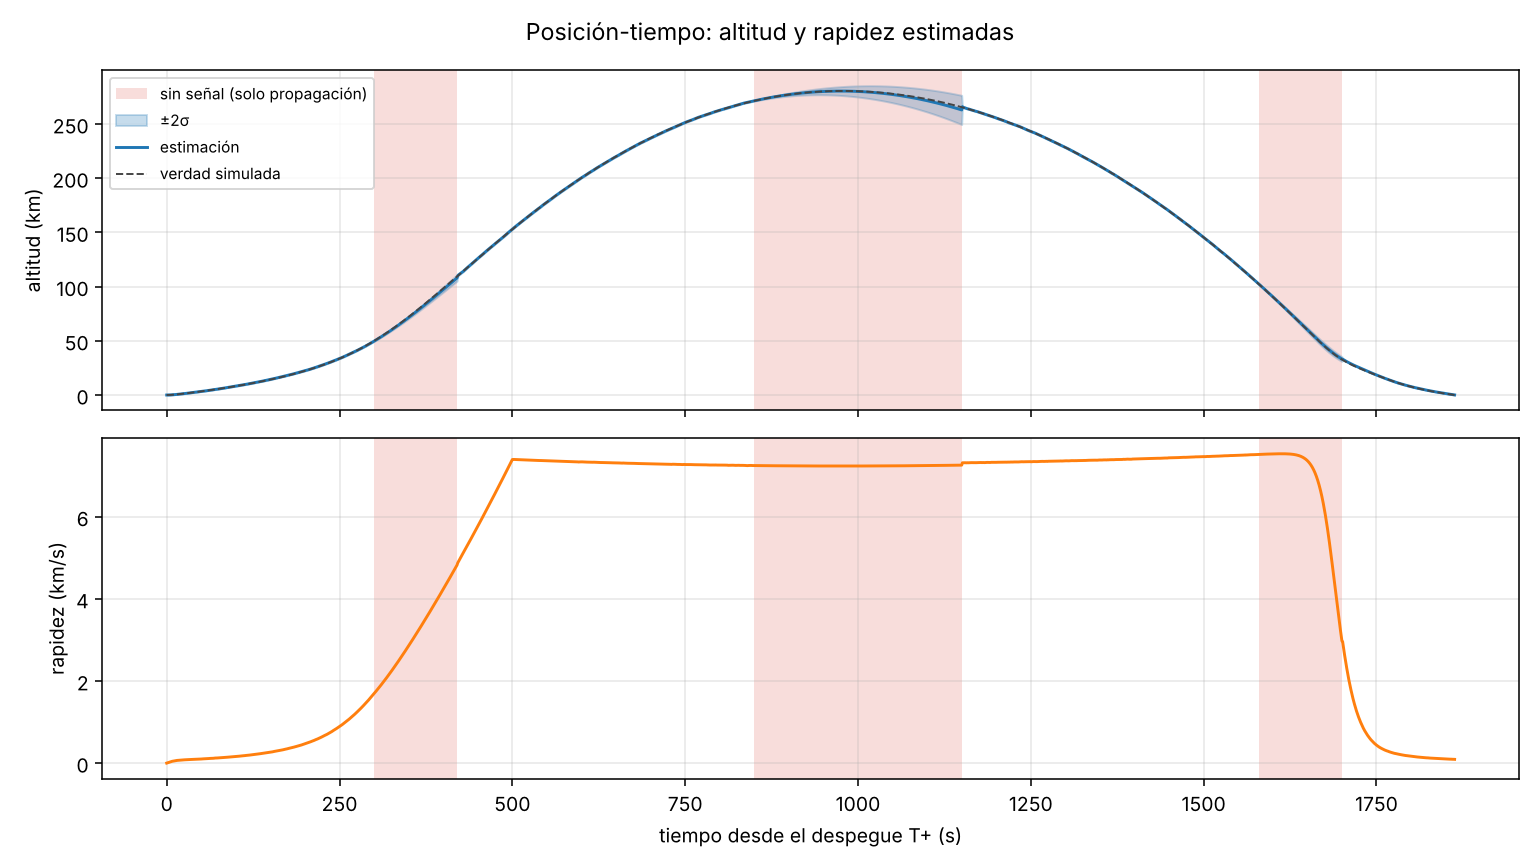 Posición-tiempo: altitud y rapidez estimadas
sin señal (solo propagación)
±2σ
estimación
verdad simulada
altitud (km)
250
200
150
100
50
0
rapidez (km/s)
6
4
2
0
0 250 500 750 1000 1250 1500 1750
tiempo desde el despegue T+ (s)